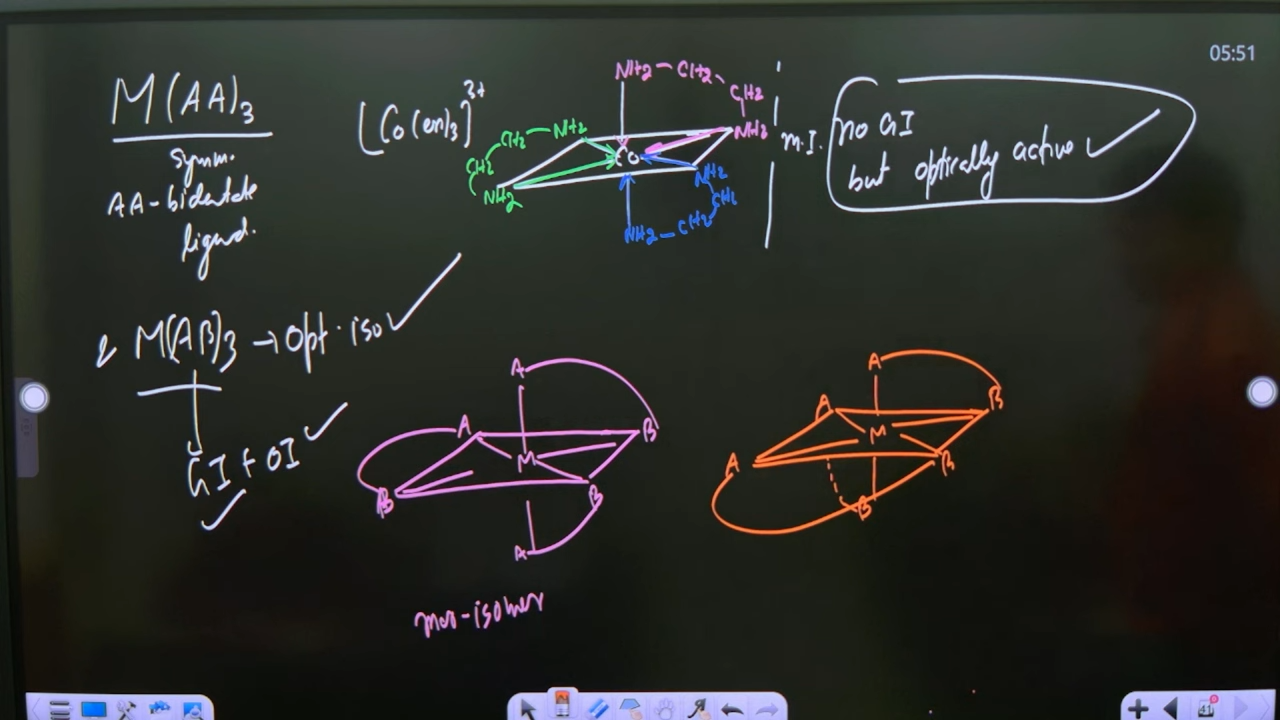 05:51
M(AA)3
symm.
AA-bidentate
ligand.
[Co(en)3]3+
NH2 - CH2 - CH2
NH2
CH2 - CH2 - NH2
NH2
Co
NH2
CH2
NH2 - CH2
m.I.
no GI
but optically active ✓
M(AB)3 → opt. iso ✓
GI + OI ✓
✓
A
A
B
M
B
B
A
mer-isomer
A
A
B
M
A
B
B
41